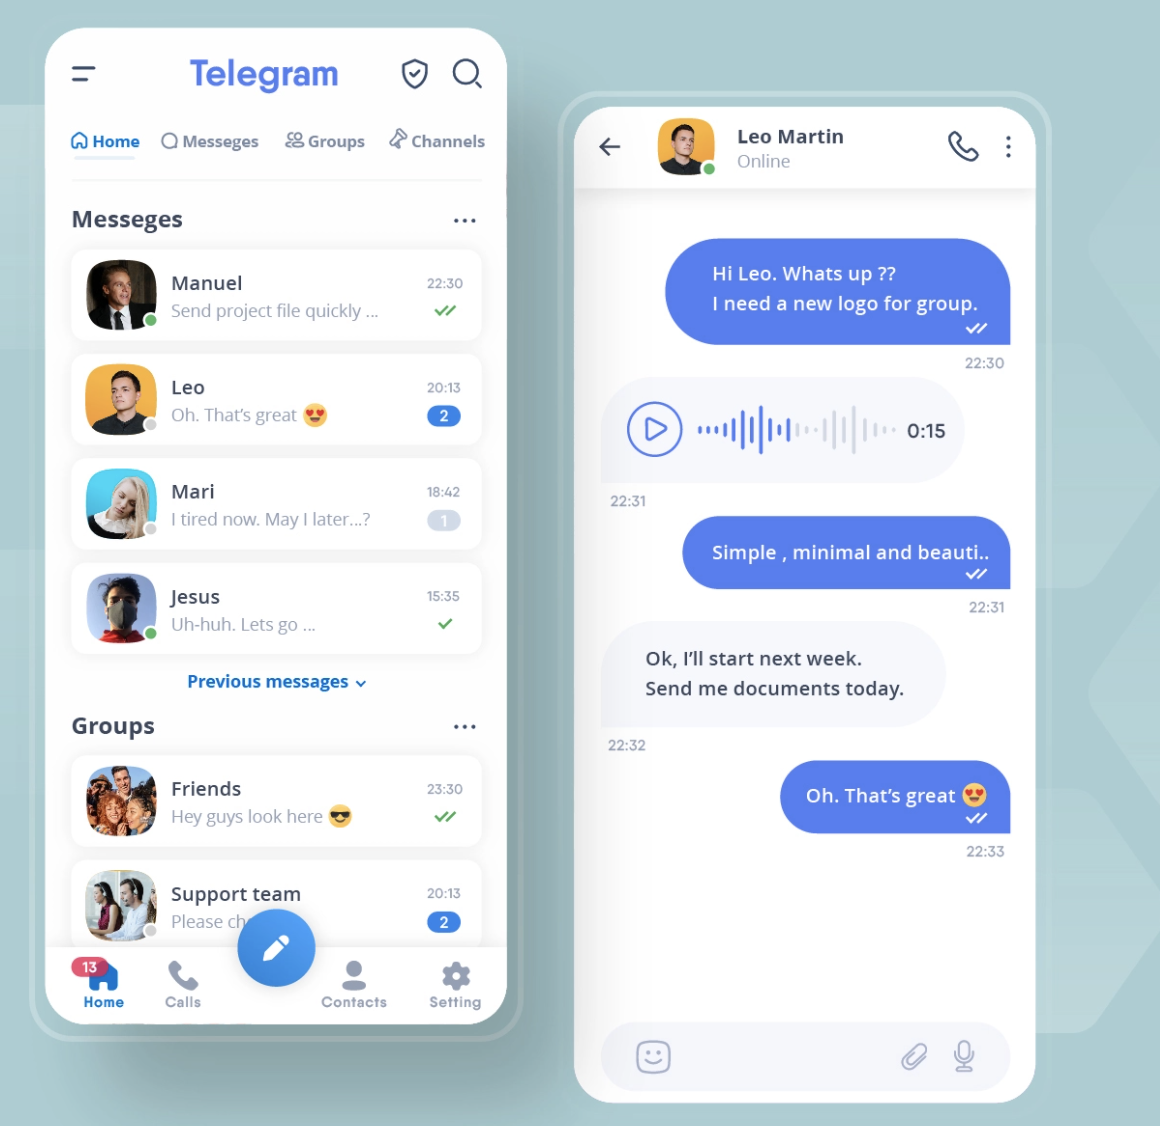 Telegram
Home
Messeges
Groups
Channels
Messeges
Manuel
22:30
Send project file quickly ...
Leo
20:13
Oh. That's great 😍
2
Mari
18:42
I tired now. May I later...?
1
Jesus
15:35
Uh-huh. Lets go ...
Previous messages
Groups
Friends
23:30
Hey guys look here 😎
Support team
20:13
Please
2
13
Home
Calls
Contacts
Setting
Leo Martin
Online
Hi Leo. Whats up ??
I need a new logo for group.
22:30
0:15
22:31
Simple , minimal and beauti..
22:31
Ok, I'll start next week.
Send me documents today.
22:32
Oh. That's great 😍
22:33